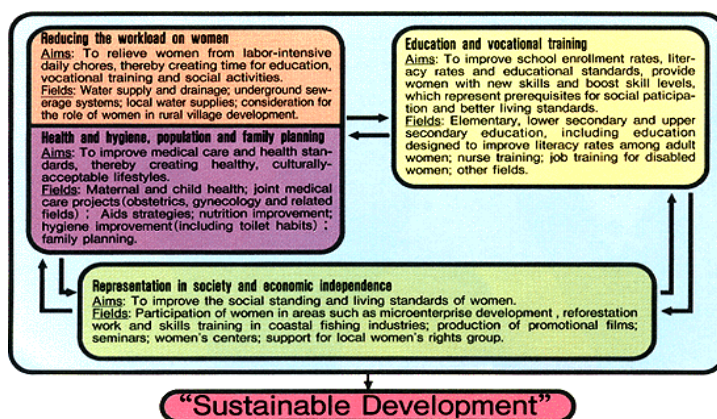 Reducing the workload on women
Aims: To relieve women from labor-intensive
daily chores, thereby creating time for education,
vocational training and social activities.
Fields: Water supply and drainage; underground sew-
erage systems; local water supplies; consideration for
the role of women in rural village development.
Health and hygiene, population and family planning
Aims: To improve medical care and health stan-
dards, thereby creating healthy, culturally-
acceptable lifestyles.
Fields: Maternal and child health; joint medical
care projects(obstetrics, gynecology and related
fields) : Aids strategies; nutrition improvement;
hygiene improvement(including toilet habits) :
family planning.
Education and vocational training
Aims: To improve school enrollment rates, liter-
acy rates and educational standards, provide
women with new skills and boost skill levels,
which represent prerequisites for social paticipa-
tion and better living standards.
Fields: Elementary, lower secondary and upper
secondary education, including education
designed to improve literacy rates among adult
women; nurse training; job training for disabled
women; other fields.
Representation in society and economic independence
Aims: To improve the social standing and living standards of women.
Fields: Participation of women in areas such as microenterprise development, reforestation
work and skills training in coastal fishing industries; production of promotional films;
seminars; women's centers; support for local women's rights group.
"Sustainable Development"